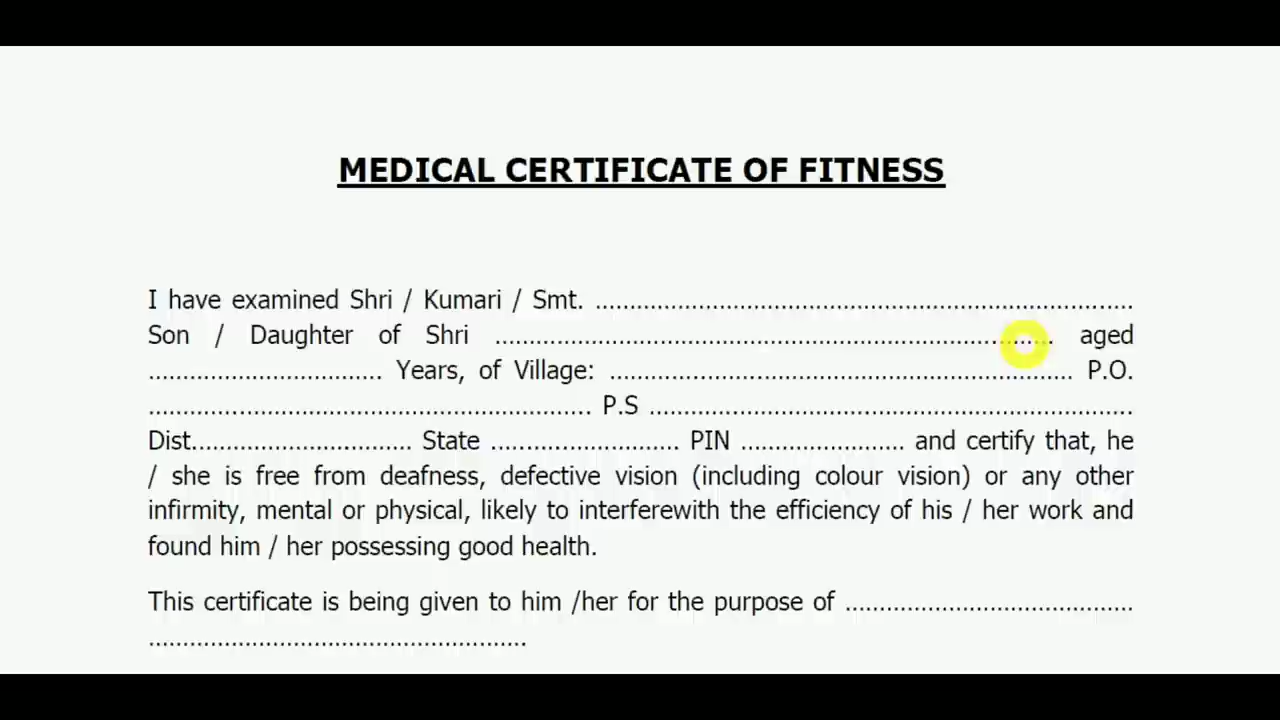 MEDICAL CERTIFICATE OF FITNESS
I have examined Shri / Kumari / Smt. ...............................................................................
Son / Daughter of Shri .................................................................................. aged
.................................. Years, of Village: .................................................................... P.O.
................................................................. P.S .......................................................................
Dist................................ State ............................ PIN ........................ and certify that, he
/ she is free from deafness, defective vision (including colour vision) or any other
infirmity, mental or physical, likely to interferewith the efficiency of his / her work and
found him / her possessing good health.
This certificate is being given to him /her for the purpose of ..........................................
.......................................................